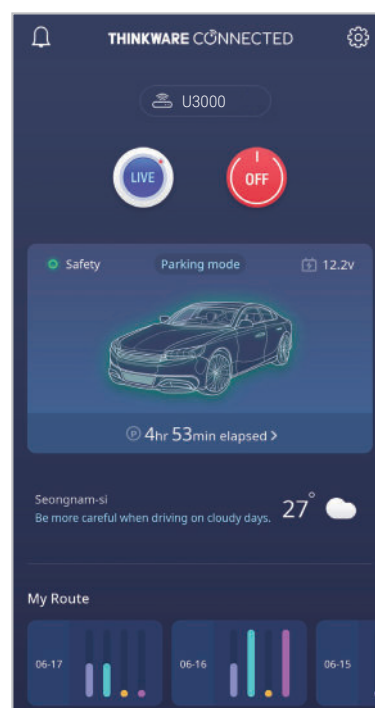 THINKWARE CONNECTED
U3000
LIVE
OFF
Safety Parking mode 12.2v
P 4hr 53min elapsed >
Seongnam-si
Be more careful when driving on cloudy days.
27°
My Route
06-17 06-16 06-15